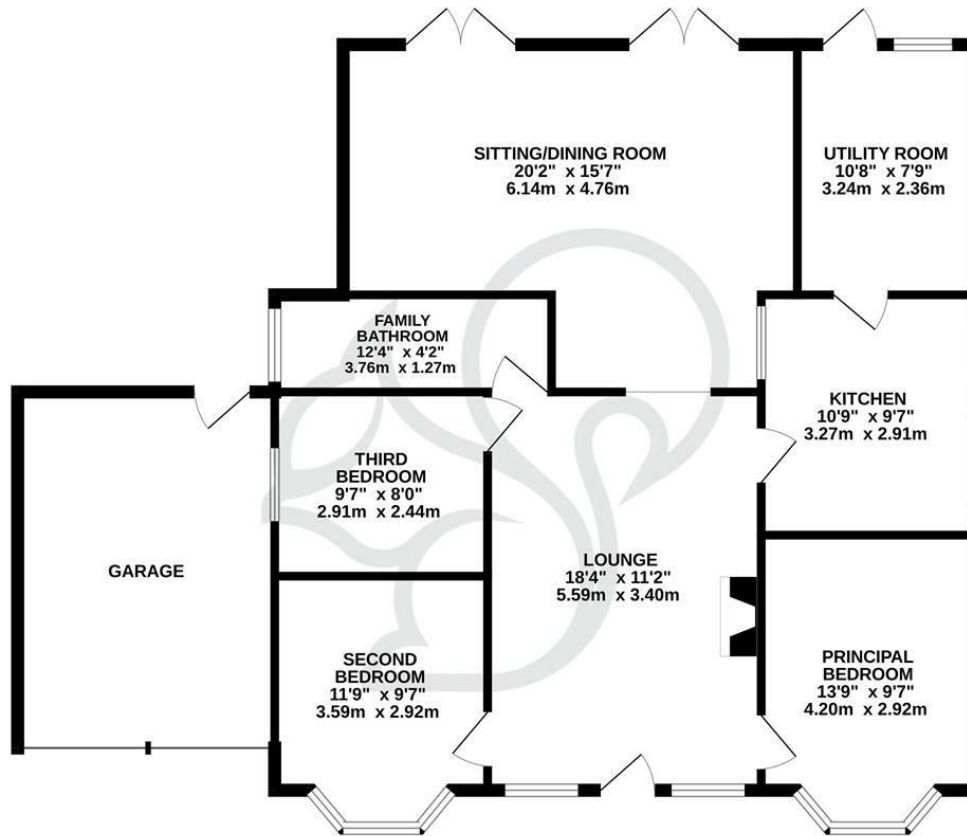 SITTING/DINING ROOM
20'2" x 15'7"
6.14m x 4.76m
UTILITY ROOM
10'8" x 7'9"
3.24m x 2.36m
FAMILY
BATHROOM
12'4" x 4'2"
3.76m x 1.27m
KITCHEN
10'9" x 9'7"
3.27m x 2.91m
THIRD
BEDROOM
9'7" x 8'0"
2.91m x 2.44m
GARAGE
LOUNGE
18'4" x 11'2"
5.59m x 3.40m
SECOND
BEDROOM
11'9" x 9'7"
3.59m x 2.92m
PRINCIPAL
BEDROOM
13'9" x 9'7"
4.20m x 2.92m